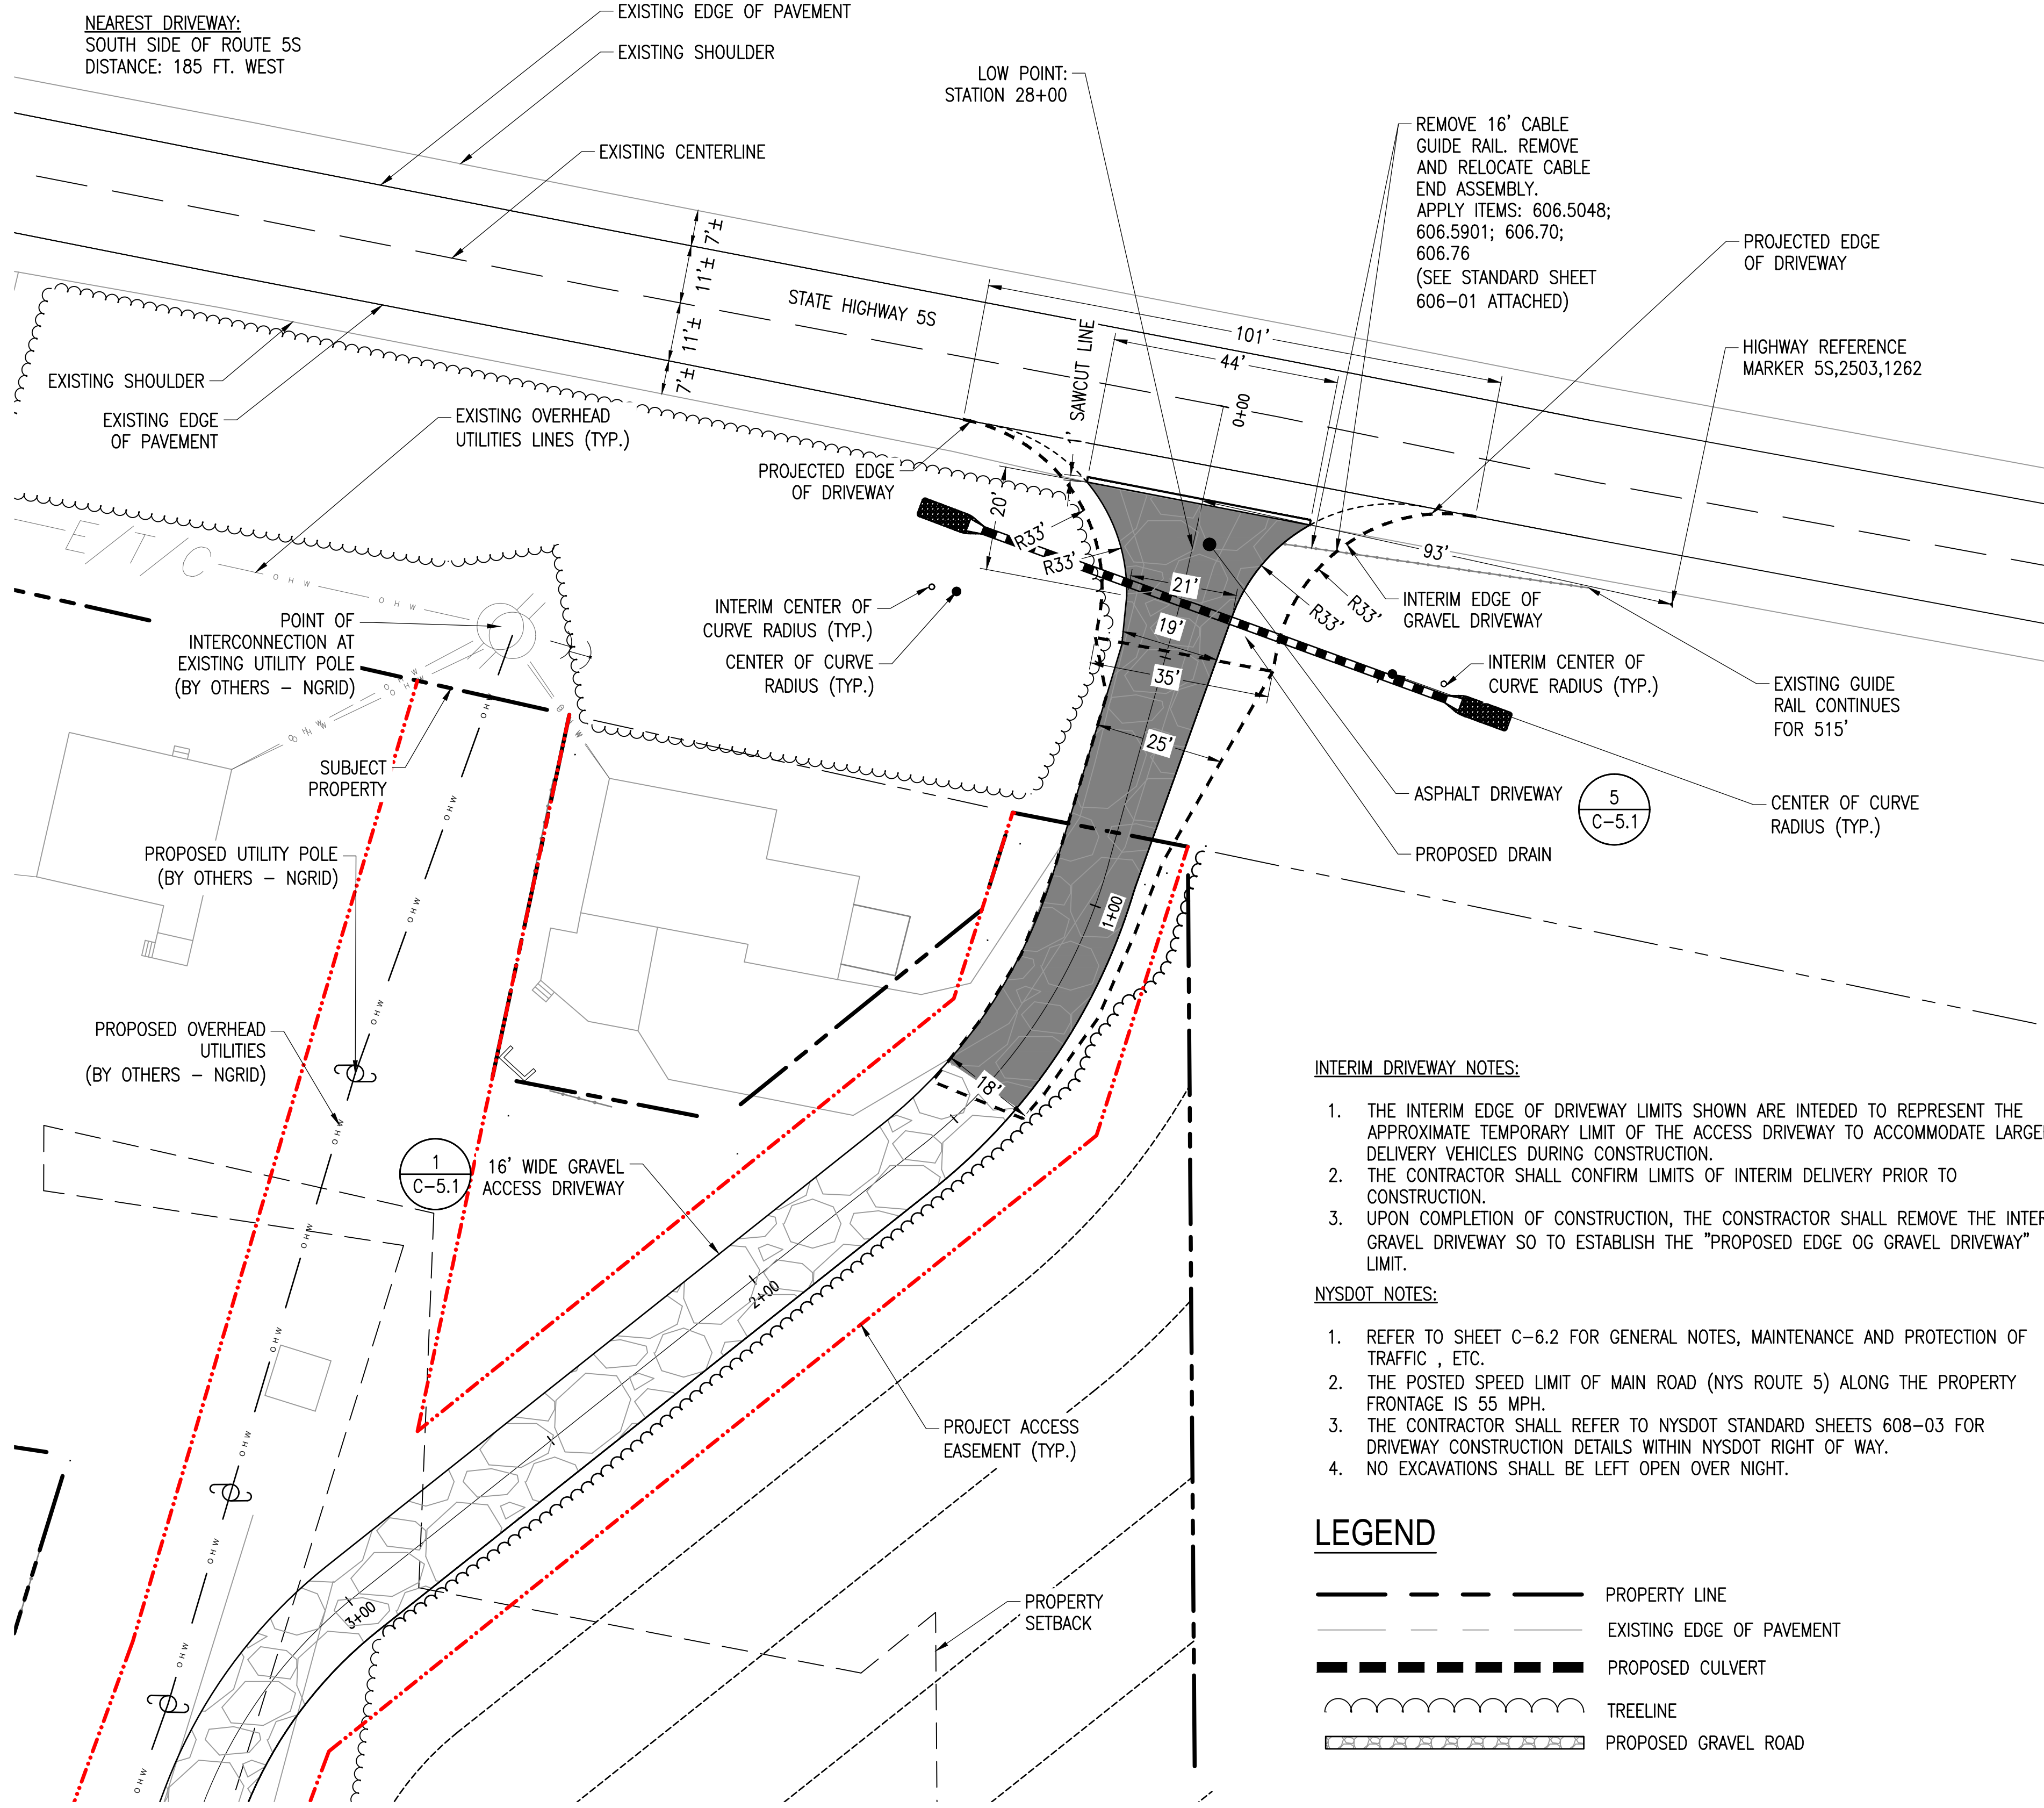 NEAREST DRIVEWAY:
SOUTH SIDE OF ROUTE 5S
DISTANCE: 185 FT. WEST
EXISTING EDGE OF PAVEMENT
EXISTING SHOULDER
EXISTING CENTERLINE
LOW POINT:
STATION 28+00
REMOVE 16' CABLE
GUIDE RAIL. REMOVE
AND RELOCATE CABLE
END ASSEMBLY.
APPLY ITEMS: 606.5048;
606.5901; 606.70;
606.76
(SEE STANDARD SHEET
606-01 ATTACHED)
PROJECTED EDGE
OF DRIVEWAY
HIGHWAY REFERENCE
MARKER 5S,2503,1262
7'±
11'±
11'±
7'±
STATE HIGHWAY 5S
101'
44'
1' SAWCUT LINE
0+00
EXISTING SHOULDER
EXISTING EDGE
OF PAVEMENT
EXISTING OVERHEAD
UTILITIES LINES (TYP.)
PROJECTED EDGE
OF DRIVEWAY
20'
R33'
R33'
93'
21'
R33'
R33'
19'
35'
25'
E/T/C
OHW
OHW
POINT OF
INTERCONNECTION AT
EXISTING UTILITY POLE
(BY OTHERS - NGRID)
INTERIM CENTER OF
CURVE RADIUS (TYP.)
CENTER OF CURVE
RADIUS (TYP.)
INTERIM EDGE OF
GRAVEL DRIVEWAY
INTERIM CENTER OF
CURVE RADIUS (TYP.)
EXISTING GUIDE
RAIL CONTINUES
FOR 515'
SUBJECT
PROPERTY
ASPHALT DRIVEWAY
5
C-5.1
CENTER OF CURVE
RADIUS (TYP.)
PROPOSED DRAIN
PROPOSED UTILITY POLE
(BY OTHERS - NGRID)
OHW
OHW
OHW
OHW
1+00
PROPOSED OVERHEAD
UTILITIES
(BY OTHERS - NGRID)
OHW
18'
1
C-5.1
16' WIDE GRAVEL
ACCESS DRIVEWAY
OHW
2+00
OHW
PROJECT ACCESS
EASEMENT (TYP.)
OHW
OHW
3+00
PROPERTY
SETBACK
OHW
OHW
INTERIM DRIVEWAY NOTES:
1. THE INTERIM EDGE OF DRIVEWAY LIMITS SHOWN ARE INTEDED TO REPRESENT THE
APPROXIMATE TEMPORARY LIMIT OF THE ACCESS DRIVEWAY TO ACCOMMODATE LARGE
DELIVERY VEHICLES DURING CONSTRUCTION.
2. THE CONTRACTOR SHALL CONFIRM LIMITS OF INTERIM DELIVERY PRIOR TO
CONSTRUCTION.
3. UPON COMPLETION OF CONSTRUCTION, THE CONSTRACTOR SHALL REMOVE THE INTER
GRAVEL DRIVEWAY SO TO ESTABLISH THE "PROPOSED EDGE OG GRAVEL DRIVEWAY"
LIMIT.
NYSDOT NOTES:
1. REFER TO SHEET C-6.2 FOR GENERAL NOTES, MAINTENANCE AND PROTECTION OF
TRAFFIC , ETC.
2. THE POSTED SPEED LIMIT OF MAIN ROAD (NYS ROUTE 5) ALONG THE PROPERTY
FRONTAGE IS 55 MPH.
3. THE CONTRACTOR SHALL REFER TO NYSDOT STANDARD SHEETS 608-03 FOR
DRIVEWAY CONSTRUCTION DETAILS WITHIN NYSDOT RIGHT OF WAY.
4. NO EXCAVATIONS SHALL BE LEFT OPEN OVER NIGHT.
LEGEND
PROPERTY LINE
EXISTING EDGE OF PAVEMENT
PROPOSED CULVERT
TREELINE
PROPOSED GRAVEL ROAD